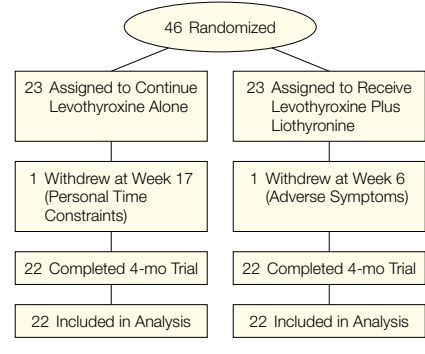 46 Randomized
23 Assigned to Continue
Levothyroxine Alone
23 Assigned to Receive
Levothyroxine Plus
Liothyronine
1 Withdrew at Week 17
(Personal Time
Constraints)
1 Withdrew at Week 6
(Adverse Symptoms)
22 Completed 4-mo Trial
22 Completed 4-mo Trial
22 Included in Analysis
22 Included in Analysis